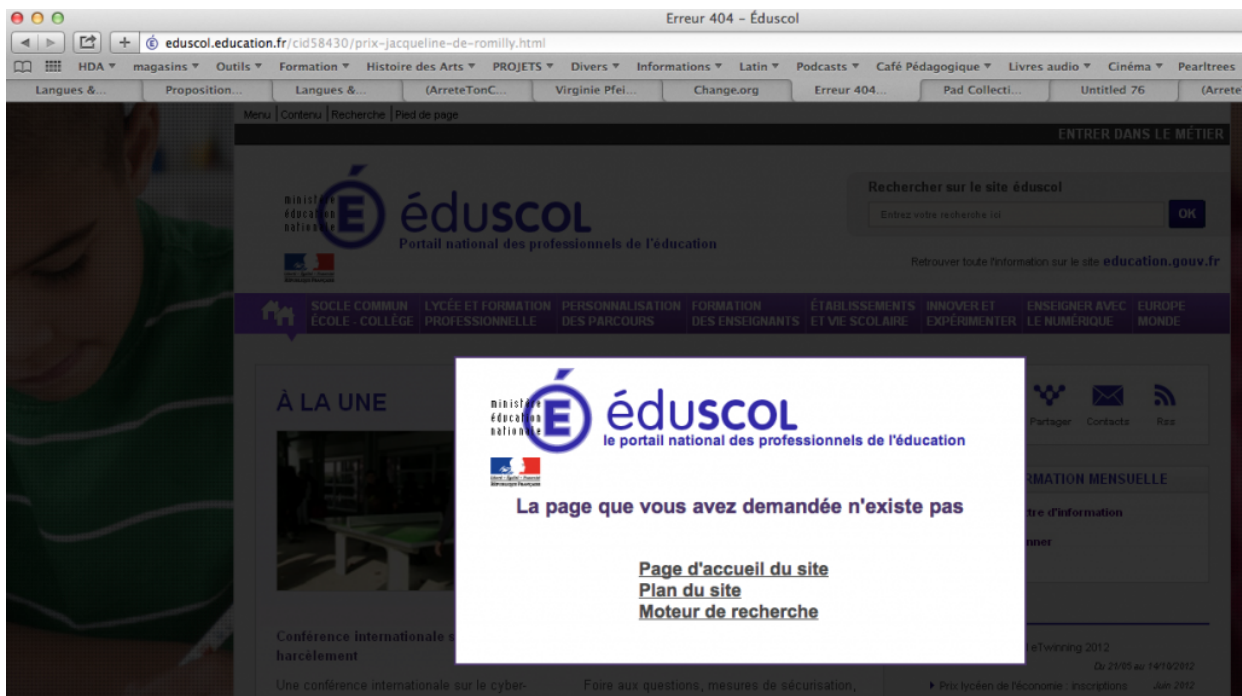 Erreur 404 – Éduscol
eduscol.education.fr/cid58430/prix-jacqueline-de-romilly.html
HDA magasins Outils Formation Histoire des Arts PROJETS Divers Informations Latin Podcasts Café Pédagogique Livres audio Cinéma Pearltrees
Langues &... Proposition... Langues &... (ArreteTonC... Virginie Pfei... Change.org Erreur 404... Pad Collecti... Untitled 76 (Arrete
Menu | Contenu | Recherche | Pied de page
ENTRER DANS LE MÉTIER
Rechercher sur le site éduscol
Entrez votre recherche ici
OK
ministère
éducation
nationale
É
éduscol
Portail national des professionnels de l'éducation
Retrouver toute l'information sur le site education.gouv.fr
SOCLE COMMUN LYCÉE ET FORMATION PERSONNALISATION FORMATION ÉTABLISSEMENTS INNOVER ET ENSEIGNER AVEC EUROPE
ÉCOLE - COLLÈGE PROFESSIONNELLE DES PARCOURS DES ENSEIGNANTS ET VIE SCOLAIRE EXPÉRIMENTER LE NUMÉRIQUE MONDE
À LA UNE
Partager Contacts Rss
RMATION MENSUELLE
tre d'information
nner
ministère
éducation
nationale
É
éduscol
le portail national des professionnels de l'éducation
La page que vous avez demandée n'existe pas
Page d'accueil du site
Plan du site
Moteur de recherche
Conférence internationale s
harcèlement
Une conférence internationale sur le cyber-
Foire aux questions, mesures de sécurisation,
eTwinning 2012
Du 21/05 au 14/10/2012
Prix lycéen de l'économie : inscriptions Juin 2012